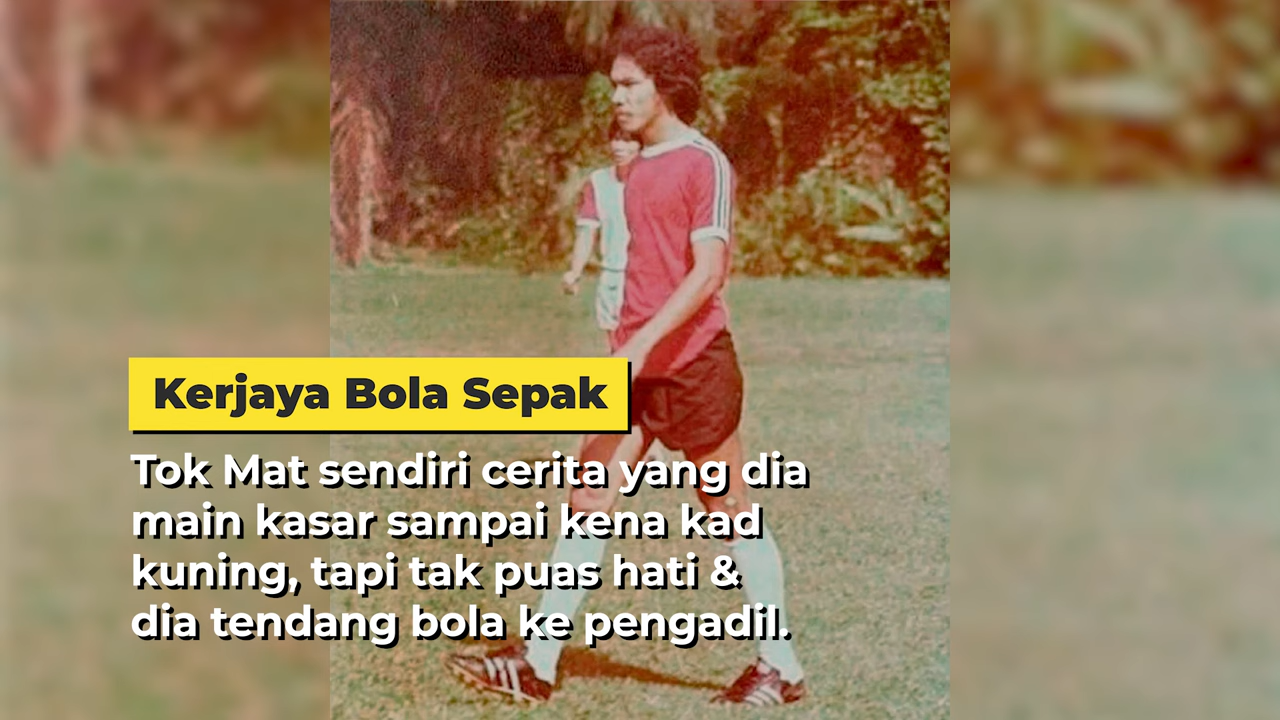 Kerjaya Bola Sepak
Tok Mat sendiri cerita yang dia
main kasar sampai kena kad
kuning, tapi tak puas hati &
dia tendang bola ke pengadil.